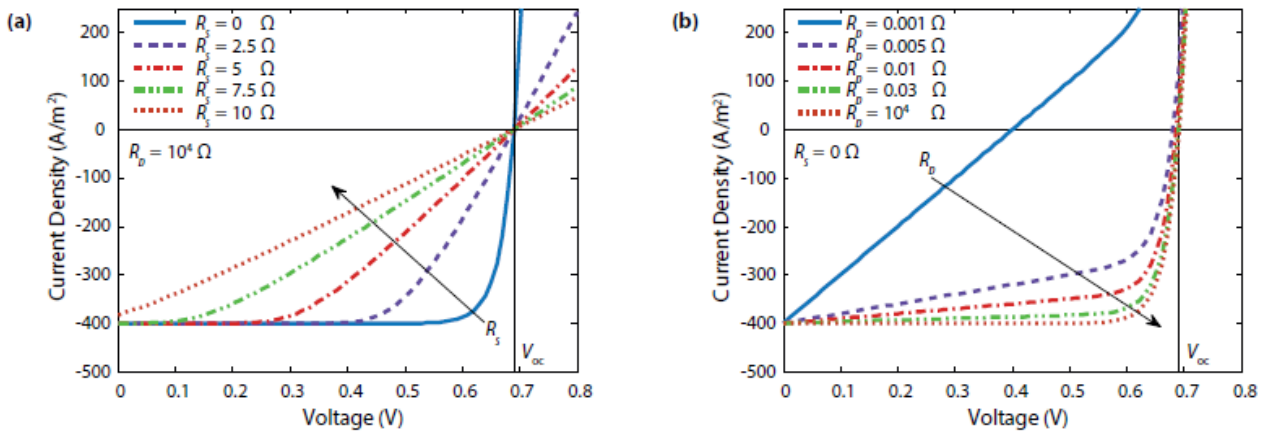 (a)
200
100
0
-100
-200
-300
-400
-500
Current Density (A/m²)
R_s = 0 Ω
R_s = 2.5 Ω
R_s = 5 Ω
R_s = 7.5 Ω
R_s = 10 Ω
R_p = 10⁴ Ω
R_s
V_oc
0 0.1 0.2 0.3 0.4 0.5 0.6 0.7 0.8
Voltage (V)
(b)
200
100
0
-100
-200
-300
-400
-500
Current Density (A/m²)
R_p = 0.001 Ω
R_p = 0.005 Ω
R_p = 0.01 Ω
R_p = 0.03 Ω
R_p = 10⁴ Ω
R_s = 0 Ω
R_p
V_oc
0 0.1 0.2 0.3 0.4 0.5 0.6 0.7 0.8
Voltage (V)